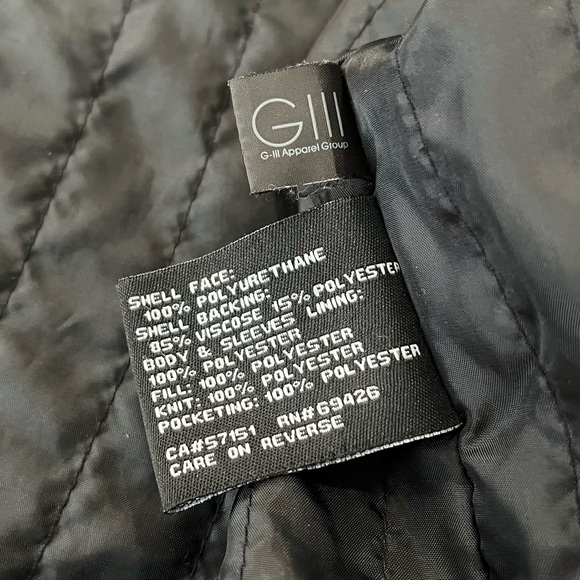 GIII
G-III Apparel Group
SHELL FACE:
100% POLYURETHANE
SHELL BACKING:
85% VISCOSE 15% POLYESTER
BODY & SLEEVES LINING:
100% POLYESTER
FILL: 100% POLYESTER
KNIT: 100% POLYESTER
POCKETING: 100% POLYESTER
CA#57151 RN#69426
CARE ON REVERSE